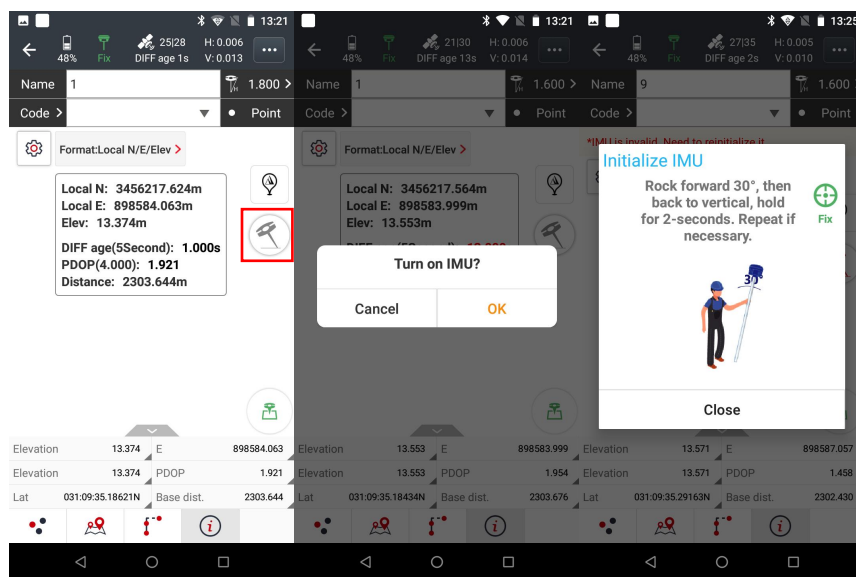 13:21
48%
Fix
25|28
DIFF age 1s
H: 0.006
V: 0.013
Name 1 1.800 >
Code > Point
Format:Local N/E/Elev >
Local N: 3456217.624m
Local E: 898584.063m
Elev: 13.374m
DIFF age(5Second): 1.000s
PDOP(4.000): 1.921
Distance: 2303.644m
Elevation 13.374 E 898584.063
Elevation 13.374 PDOP 1.921
Lat 031:09:35.18621N Base dist. 2303.644
13:21
48%
Fix
21|30
DIFF age 13s
H: 0.006
V: 0.014
Name 1 1.600 >
Code > Point
Format:Local N/E/Elev >
Local N: 3456217.564m
Local E: 898583.999m
Elev: 13.553m
Turn on IMU?
Cancel OK
Elevation 13.553 E 898583.999
Elevation 13.553 PDOP 1.954
Lat 031:09:35.18434N Base dist. 2303.676
13:25
48%
Fix
27|35
DIFF age 2s
H: 0.005
V: 0.010
Name 9 1.600
Code > Point
*IMU is invalid. Need to reinitialize it
Initialize IMU
Rock forward 30°, then
back to vertical, hold
for 2-seconds. Repeat if
necessary.
Fix
30°
Close
Elevation 13.571 E 898587.057
Elevation 13.571 PDOP 1.458
Lat 031:09:35.29163N Base dist. 2302.430